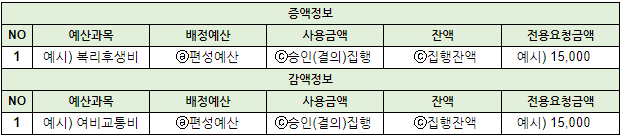 증액정보
NO 예산과목 배정예산 사용금액 잔액 전용요청금액
1 예시) 복리후생비 ⓐ편성예산 ⓒ승인(결의)집행 ⓒ집행잔액 예시) 15,000
감액정보
NO 예산과목 배정예산 사용금액 잔액 전용요청금액
1 예시) 여비교통비 ⓐ편성예산 ⓒ승인(결의)집행 ⓒ집행잔액 예시) 15,000